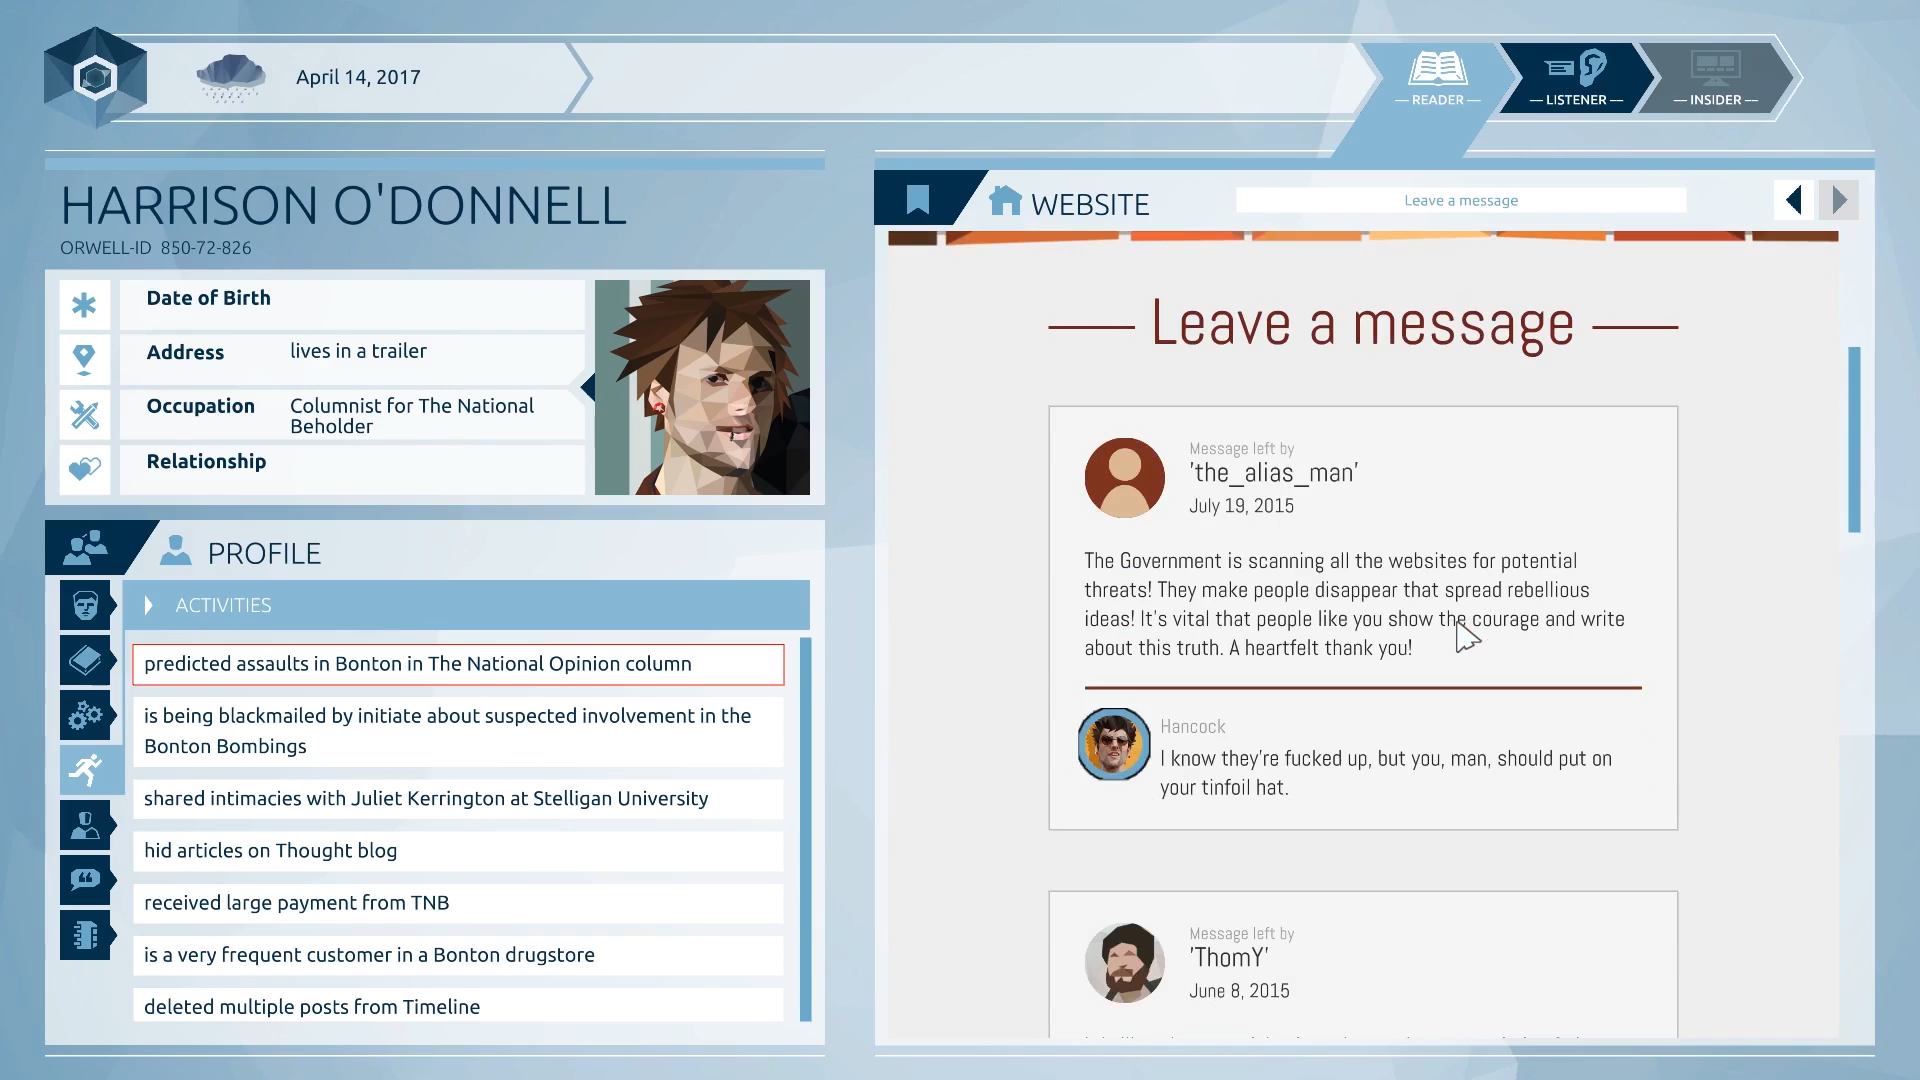 April 14, 2017
READER
LISTENER
INSIDER
HARRISON O'DONNELL
ORWELL-ID 850-72-826
Date of Birth
Address lives in a trailer
Occupation Columnist for The National
Beholder
Relationship
PROFILE
ACTIVITIES
predicted assaults in Bonton in The National Opinion column
is being blackmailed by initiate about suspected involvement in the
Bonton Bombings
shared intimacies with Juliet Kerrington at Stelligan University
hid articles on Thought blog
received large payment from TNB
is a very frequent customer in a Bonton drugstore
deleted multiple posts from Timeline
WEBSITE
Leave a message
Leave a message
Message left by
'the_alias_man'
July 19, 2015
The Government is scanning all the websites for potential
threats! They make people disappear that spread rebellious
ideas! It's vital that people like you show the courage and write
about this truth. A heartfelt thank you!
Hancock
I know they're fucked up, but you, man, should put on
your tinfoil hat.
Message left by
'ThomY'
June 8, 2015